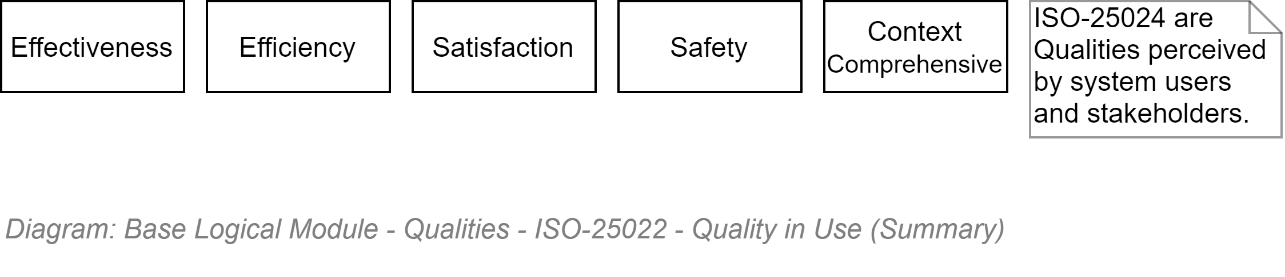 Effectiveness
Efficiency
Satisfaction
Safety
Context
Comprehensive
ISO-25024 are
Qualities perceived
by system users
and stakeholders.
Diagram: Base Logical Module - Qualities - ISO-25022 - Quality in Use (Summary)